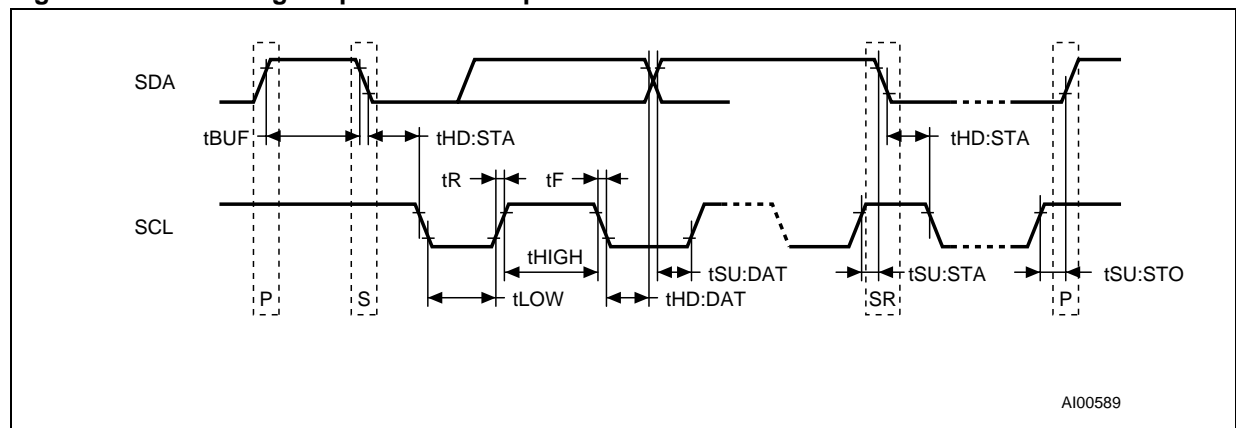 SDA
tBUF
tHD:STA
tHD:STA
tR
tF
SCL
tHIGH
tSU:DAT
tSU:STA
tSU:STO
P
S
tLOW
tHD:DAT
SR
P
AI00589